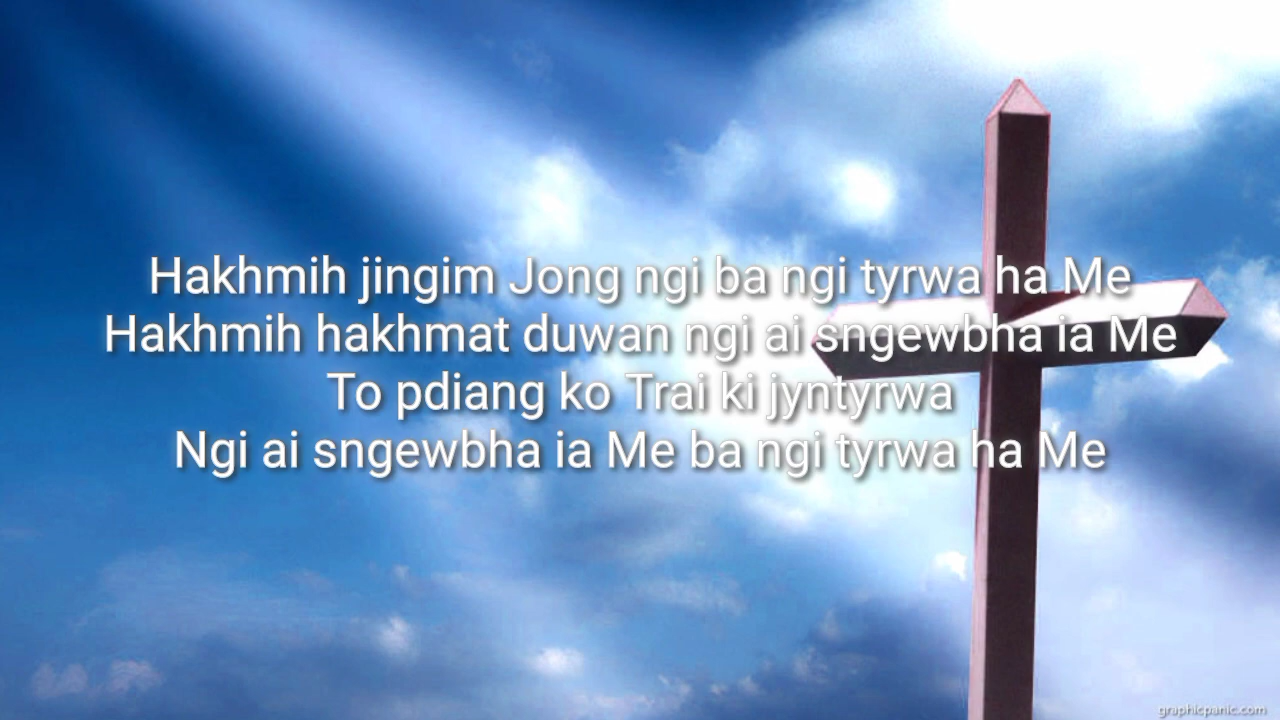 Hakhmih jingim Jong ngi ba ngi tyrwa ha Me
Hakhmih hakhmat duwan ngi ai sngewbha ia Me
To pdiang ko Trai ki jyntyrwa
Ngi ai sngewbha ia Me ba ngi tyrwa ha Me
graphicpanic.com